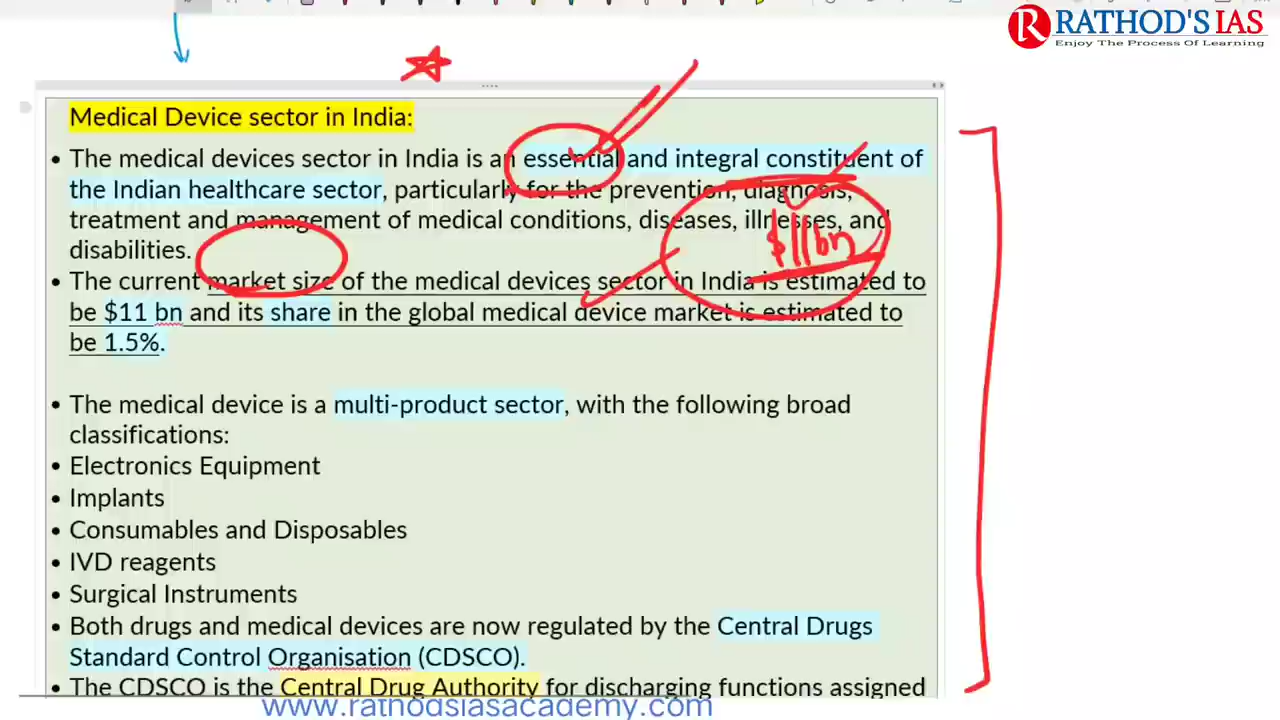 RATHOD'S IAS
Enjoy The Process Of Learning
Medical Device sector in India:
• The medical devices sector in India is an essential and integral constituent of
the Indian healthcare sector, particularly for the prevention, diagnosis,
treatment and management of medical conditions, diseases, illnesses, and
disabilities.
$11bn
• The current market size of the medical devices sector in India is estimated to
be $11 bn and its share in the global medical device market is estimated to
be 1.5%.
• The medical device is a multi-product sector, with the following broad
classifications:
• Electronics Equipment
• Implants
• Consumables and Disposables
• IVD reagents
• Surgical Instruments
• Both drugs and medical devices are now regulated by the Central Drugs
Standard Control Organisation (CDSCO).
• The CDSCO is the Central Drug Authority for discharging functions assigned
www.rathodsiasacademy.com